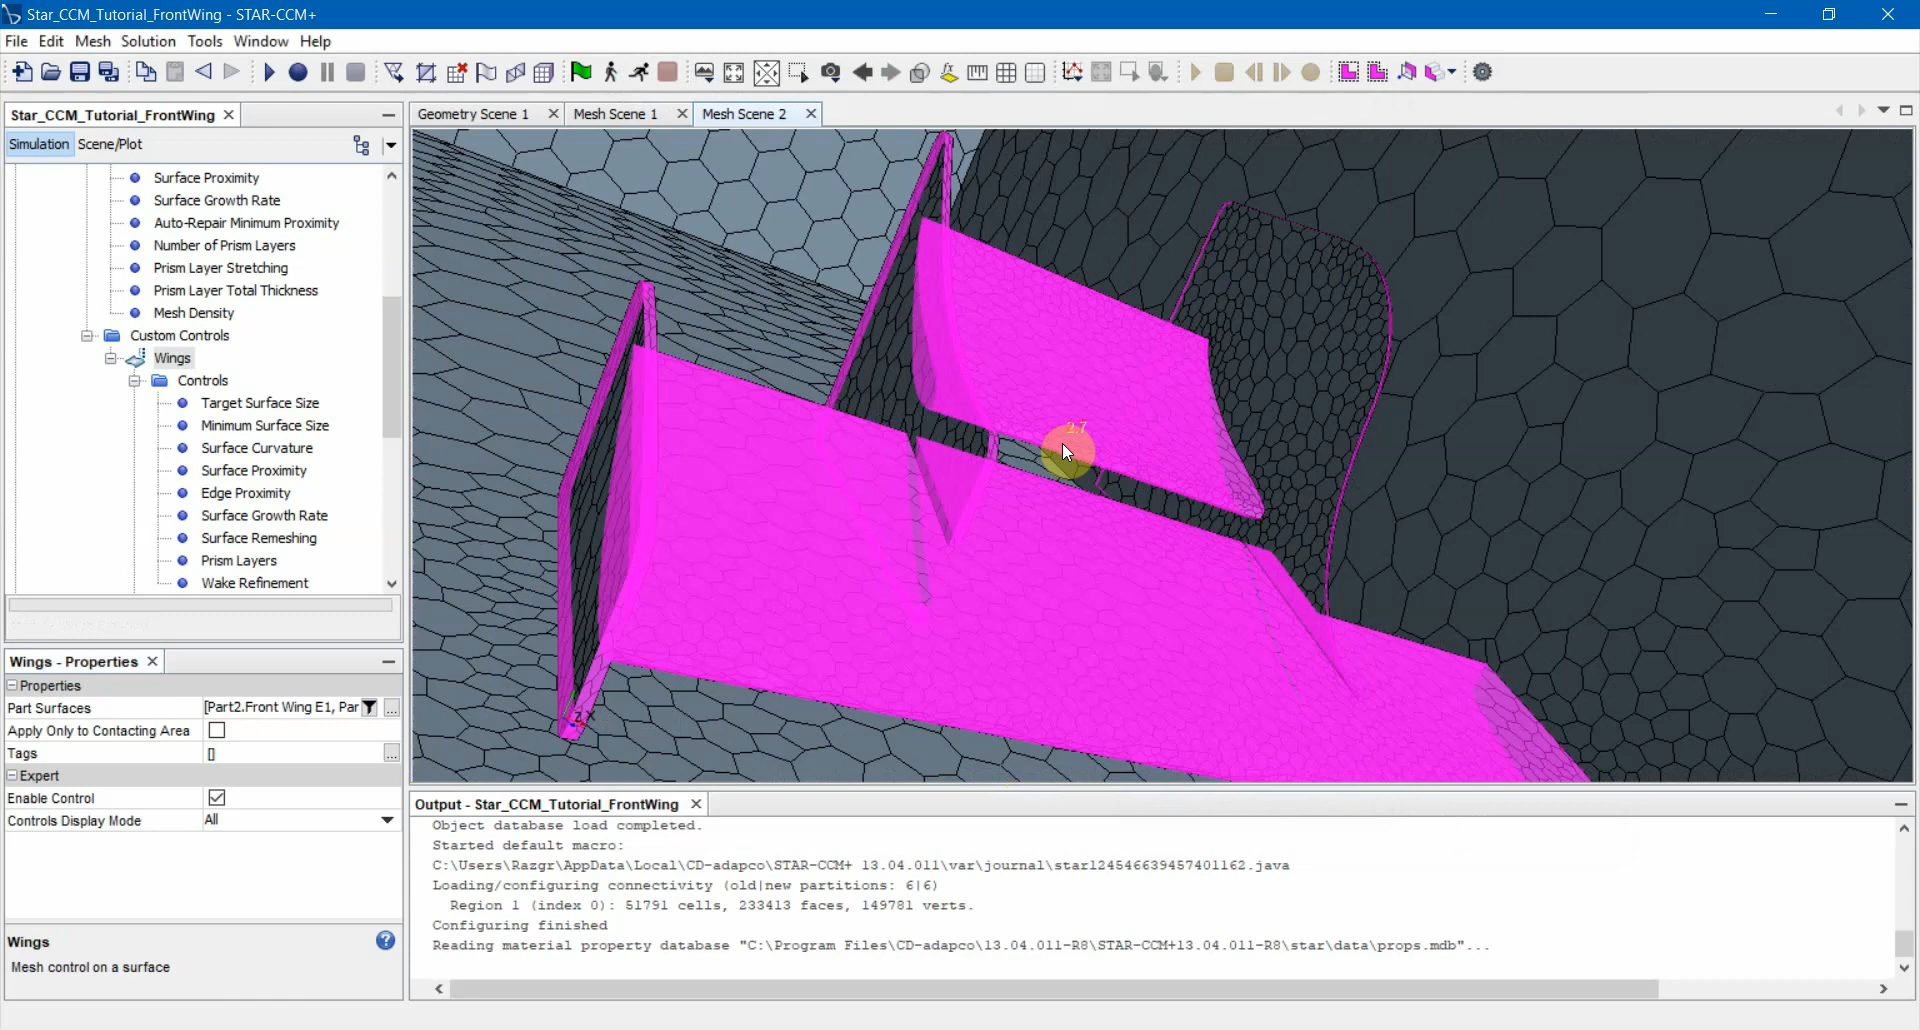 Star_CCM_Tutorial_FrontWing - STAR-CCM+
File Edit Mesh Solution Tools Window Help
Star_CCM_Tutorial_FrontWing
Simulation Scene/Plot
Surface Proximity
Surface Growth Rate
Auto-Repair Minimum Proximity
Number of Prism Layers
Prism Layer Stretching
Prism Layer Total Thickness
Mesh Density
Custom Controls
Wings
Controls
Target Surface Size
Minimum Surface Size
Surface Curvature
Surface Proximity
Edge Proximity
Surface Growth Rate
Surface Remeshing
Prism Layers
Wake Refinement
Wings - Properties
Properties
Part Surfaces [Part2.Front Wing E1, Par
Apply Only to Contacting Area
Tags []
Expert
Enable Control
Controls Display Mode All
Wings
Mesh control on a surface
Geometry Scene 1 Mesh Scene 1 Mesh Scene 2
2.7
Z X
Output - Star_CCM_Tutorial_FrontWing
Object database load completed.
Started default macro:
C:\Users\Razgr\AppData\Local\CD-adapco\STAR-CCM+ 13.04.011\var\journal\star124546639457401162.java
Loading/configuring connectivity (old|new partitions: 6|6)
Region 1 (index 0): 51791 cells, 233413 faces, 149781 verts.
Configuring finished
Reading material property database "C:\Program Files\CD-adapco\13.04.011-R8\STAR-CCM+13.04.011-R8\star\data\props.mdb"...